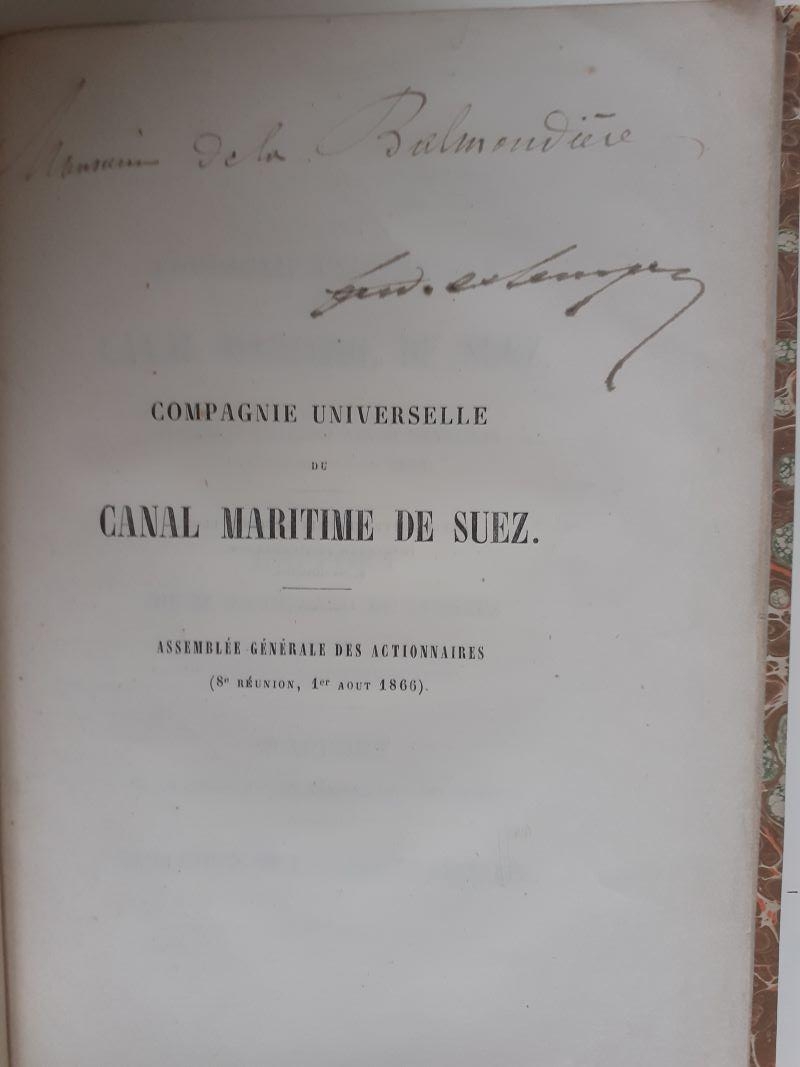 Monsieur de la Balmondière
Ferd. de Lesseps
COMPAGNIE UNIVERSELLE
DU
CANAL MARITIME DE SUEZ.
ASSEMBLÉE GÉNÉRALE DES ACTIONNAIRES
(8e RÉUNION, 1er AOUT 1866).